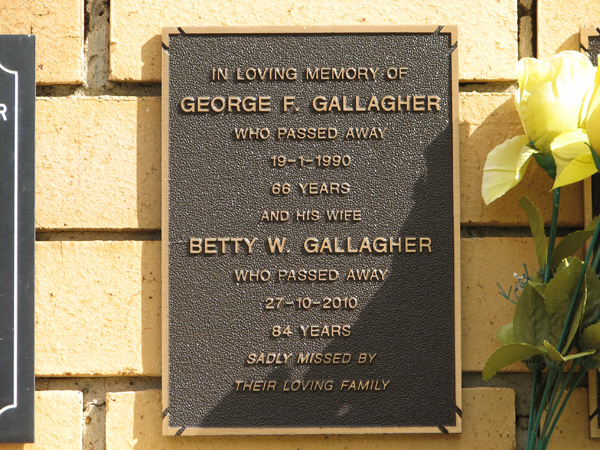 IN LOVING MEMORY OF
GEORGE F. GALLAGHER
WHO PASSED AWAY
19-1-1990
66 YEARS
AND HIS WIFE
BETTY W. GALLAGHER
WHO PASSED AWAY
27-10-2010
84 YEARS
SADLY MISSED BY
THEIR LOVING FAMILY
R